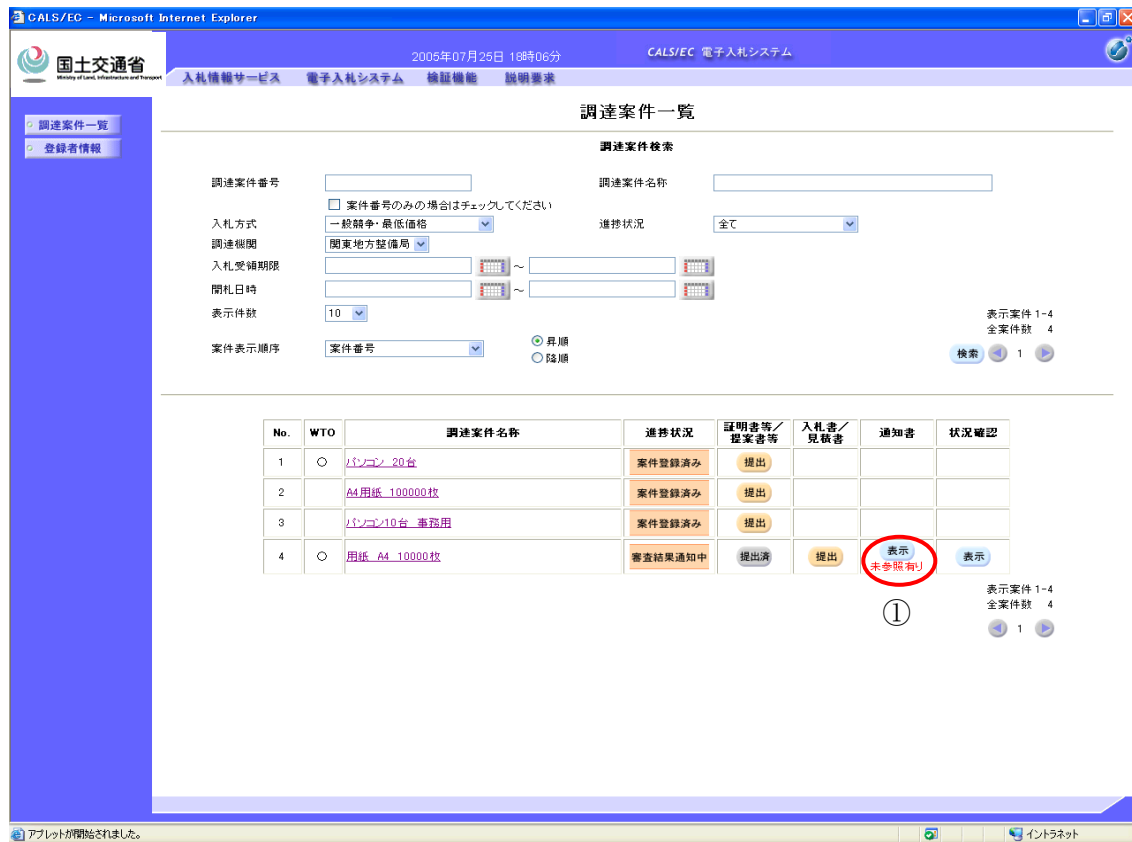 CALS/EC - Microsoft Internet Explorer
国土交通省
Ministry of Land, Infrastructure and Transport
2005年07月25日 18時06分
CALS/EC 電子入札システム
入札情報サービス 電子入札システム 検証機能 説明要求
調達案件一覧
登録者情報
調達案件一覧
調達案件検索
調達案件番号 調達案件名称
案件番号のみの場合はチェックしてください
入札方式 一般競争・最低価格 進捗状況 全て
調達機関 関東地方整備局
入札受領期限 ～
開札日時 ～
表示件数 10
案件表示順序 案件番号 昇順
降順
表示案件 1-4
全案件数 4
検索 1
No. WTO 調達案件名称 進捗状況 証明書等／提案書等 入札書／見積書 通知書 状況確認
1 ○ パソコン 20台 案件登録済み 提出
2 A4用紙 100000枚 案件登録済み 提出
3 パソコン10台 事務用 案件登録済み 提出
4 ○ 用紙 A4 10000枚 審査結果通知中 提出済 提出 表示 表示
未参照有り
①
表示案件 1-4
全案件数 4
1
アプレットが開始されました。 イントラネット